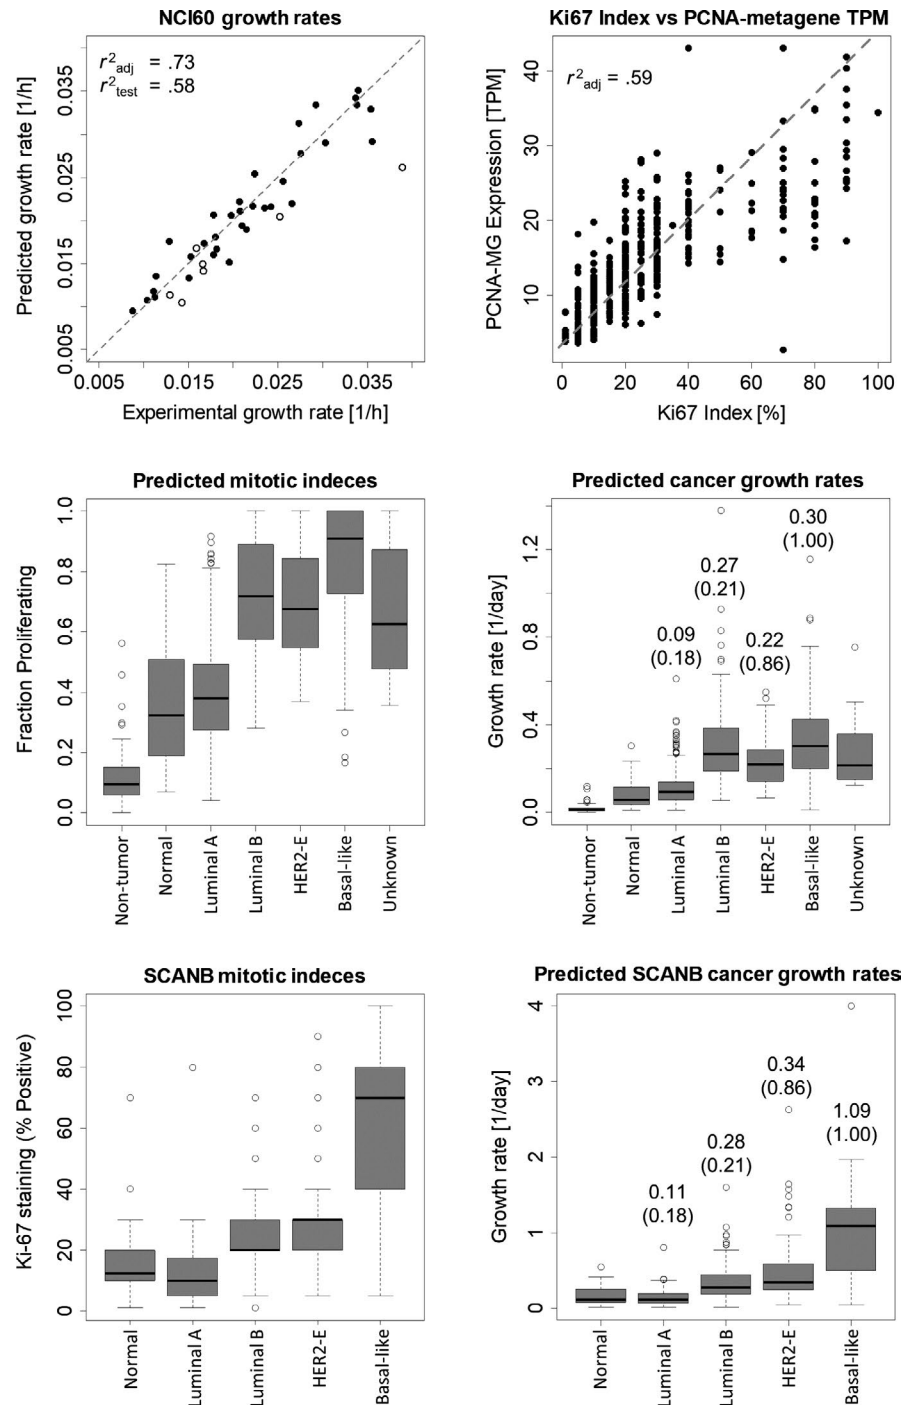 NCI60 growth rates
r²adj = .73
r²test = .58
Predicted growth rate [1/h]
0.005 0.015 0.025 0.035
0.005 0.015 0.025 0.035
Experimental growth rate [1/h]
Ki67 Index vs PCNA-metagene TPM
r²adj = .59
PCNA-MG Expression [TPM]
10 20 30 40
0 20 40 60 80 100
Ki67 Index [%]
Predicted mitotic indeces
Fraction Proliferating
0.0 0.2 0.4 0.6 0.8 1.0
Non-tumor
Normal
Luminal A
Luminal B
HER2-E
Basal-like
Unknown
Predicted cancer growth rates
Growth rate [1/day]
0.0 0.4 0.8 1.2
0.09
(0.18)
0.27
(0.21)
0.22
(0.86)
0.30
(1.00)
Non-tumor
Normal
Luminal A
Luminal B
HER2-E
Basal-like
Unknown
SCANB mitotic indeces
Ki-67 staining (% Positive)
0 20 40 60 80 100
Normal
Luminal A
Luminal B
HER2-E
Basal-like
Predicted SCANB cancer growth rates
Growth rate [1/day]
0 1 2 3 4
0.11
(0.18)
0.28
(0.21)
0.34
(0.86)
1.09
(1.00)
Normal
Luminal A
Luminal B
HER2-E
Basal-like